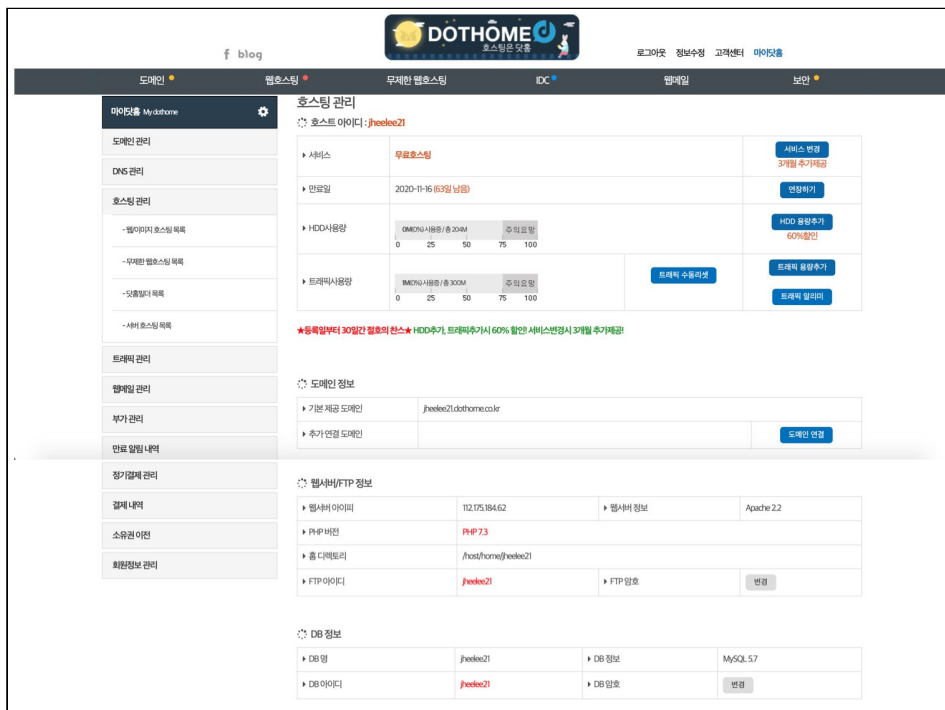 f blog
DOTHOME
호스팅은 닷홈
로그아웃 정보수정 고객센터 마이닷홈
도메인 웹호스팅 무제한 웹호스팅 IDC 웹메일 보안
마이닷홈 My dothome
도메인 관리
DNS 관리
호스팅 관리
- 웹/이미지 호스팅 목록
- 무제한 웹호스팅 목록
- 닷홈빌더 목록
- 서버 호스팅 목록
트래픽 관리
웹메일 관리
부가 관리
만료 알림 내역
정기결제 관리
결제 내역
소유권 이전
회원정보 관리
호스팅 관리
호스트 아이디 : jheelee21
서비스 무료호스팅 서비스 변경
3개월 추가제공
만료일 2020-11-16 (63일 남음) 연장하기
HDD사용량 0M(0%) 사용중 / 총 204M 주의요망 HDD 용량추가
0 25 50 75 100 60%할인
트래픽사용량 1M(0%) 사용중 / 총 300M 주의요망 트래픽 수동리셋 트래픽 용량추가
0 25 50 75 100 트래픽 알리미
★등록일부터 30일간 절호의 찬스★ HDD추가, 트래픽추가시 60% 할인! 서비스변경시 3개월 추가제공!
도메인 정보
기본 제공 도메인 jheelee21.dothome.co.kr
추가 연결 도메인 도메인 연결
웹서버/FTP 정보
웹서버 아이피 112.175.184.62 웹서버 정보 Apache 2.2
PHP 버전 PHP 7.3
홈 디렉토리 /host/home/jheelee21
FTP 아이디 jheelee21 FTP 암호 변경
DB 정보
DB 명 jheelee21 DB 정보 MySQL 5.7
DB 아이디 jheelee21 DB 암호 변경